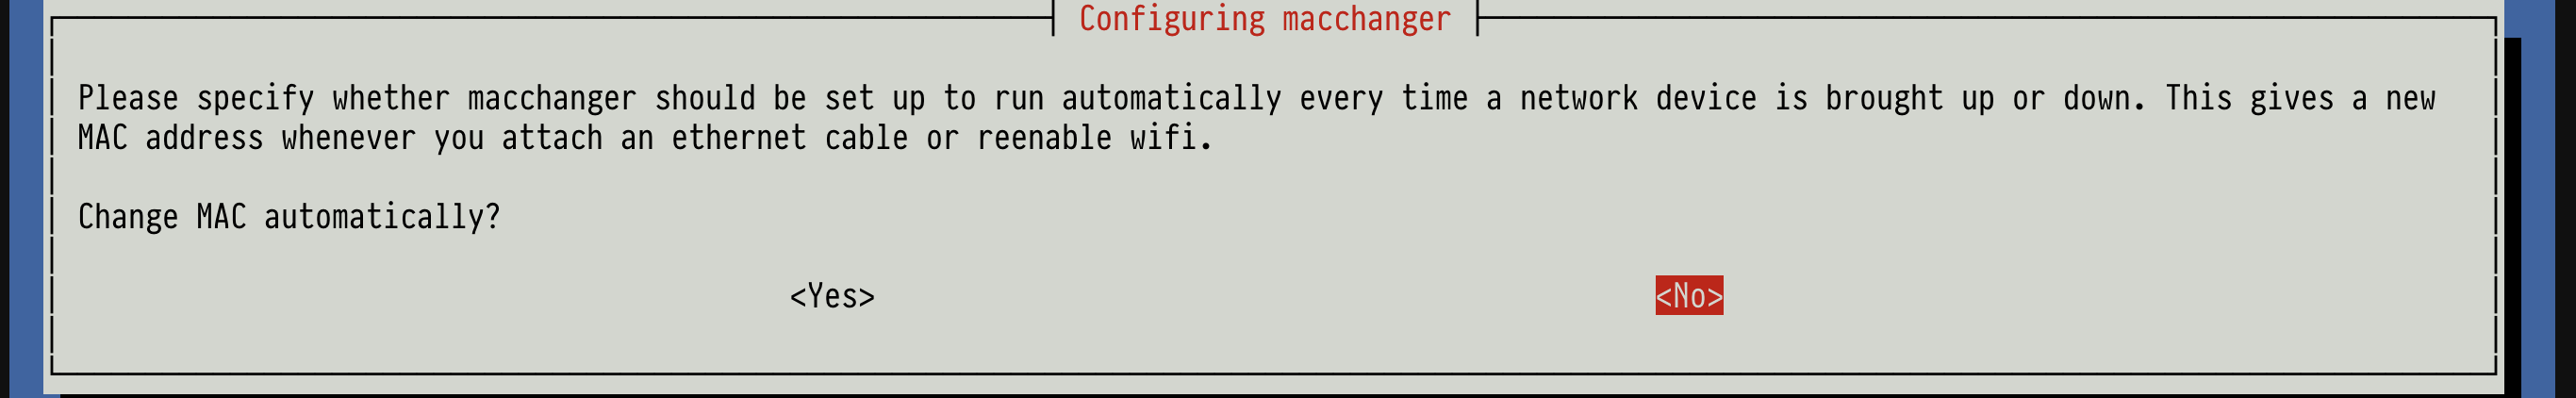 Configuring macchanger
Please specify whether macchanger should be set up to run automatically every time a network device is brought up or down. This gives a new
MAC address whenever you attach an ethernet cable or reenable wifi.
Change MAC automatically?
<Yes> <No>